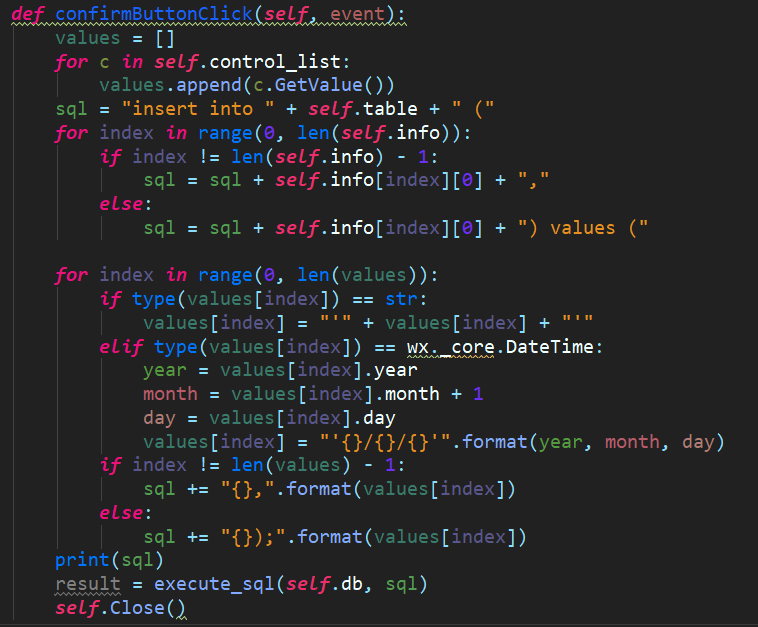 def confirmButtonClick(self, event):
    values = []
    for c in self.control_list:
        values.append(c.GetValue())
    sql = "insert into " + self.table + " ("
    for index in range(0, len(self.info)):
        if index != len(self.info) - 1:
            sql = sql + self.info[index][0] + ","
        else:
            sql = sql + self.info[index][0] + ") values ("

    for index in range(0, len(values)):
        if type(values[index]) == str:
            values[index] = "'" + values[index] + "'"
        elif type(values[index]) == wx._core.DateTime:
            year = values[index].year
            month = values[index].month + 1
            day = values[index].day
            values[index] = "'{}/{}/{}'".format(year, month, day)
        if index != len(values) - 1:
            sql += "{},".format(values[index])
        else:
            sql += "{});".format(values[index])
    print(sql)
    result = execute_sql(self.db, sql)
    self.Close()